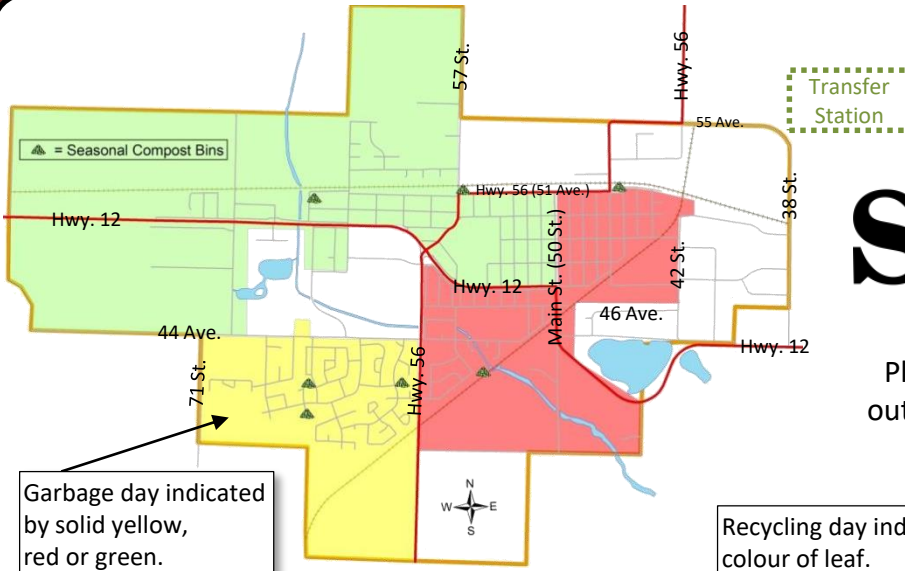 57 St.
Hwy. 56
Transfer
Station
55 Ave.
= Seasonal Compost Bins
Hwy. 56 (51 Ave.)
38 St.
Hwy. 12
Main St. (50 St.)
42 St.
Hwy. 12
46 Ave.
44 Ave.
Hwy. 12
71 St.
Hwy. 56
Garbage day indicated
by solid yellow,
red or green.
N
W E
S
S
Pl
out
Recycling day ind
colour of leaf.